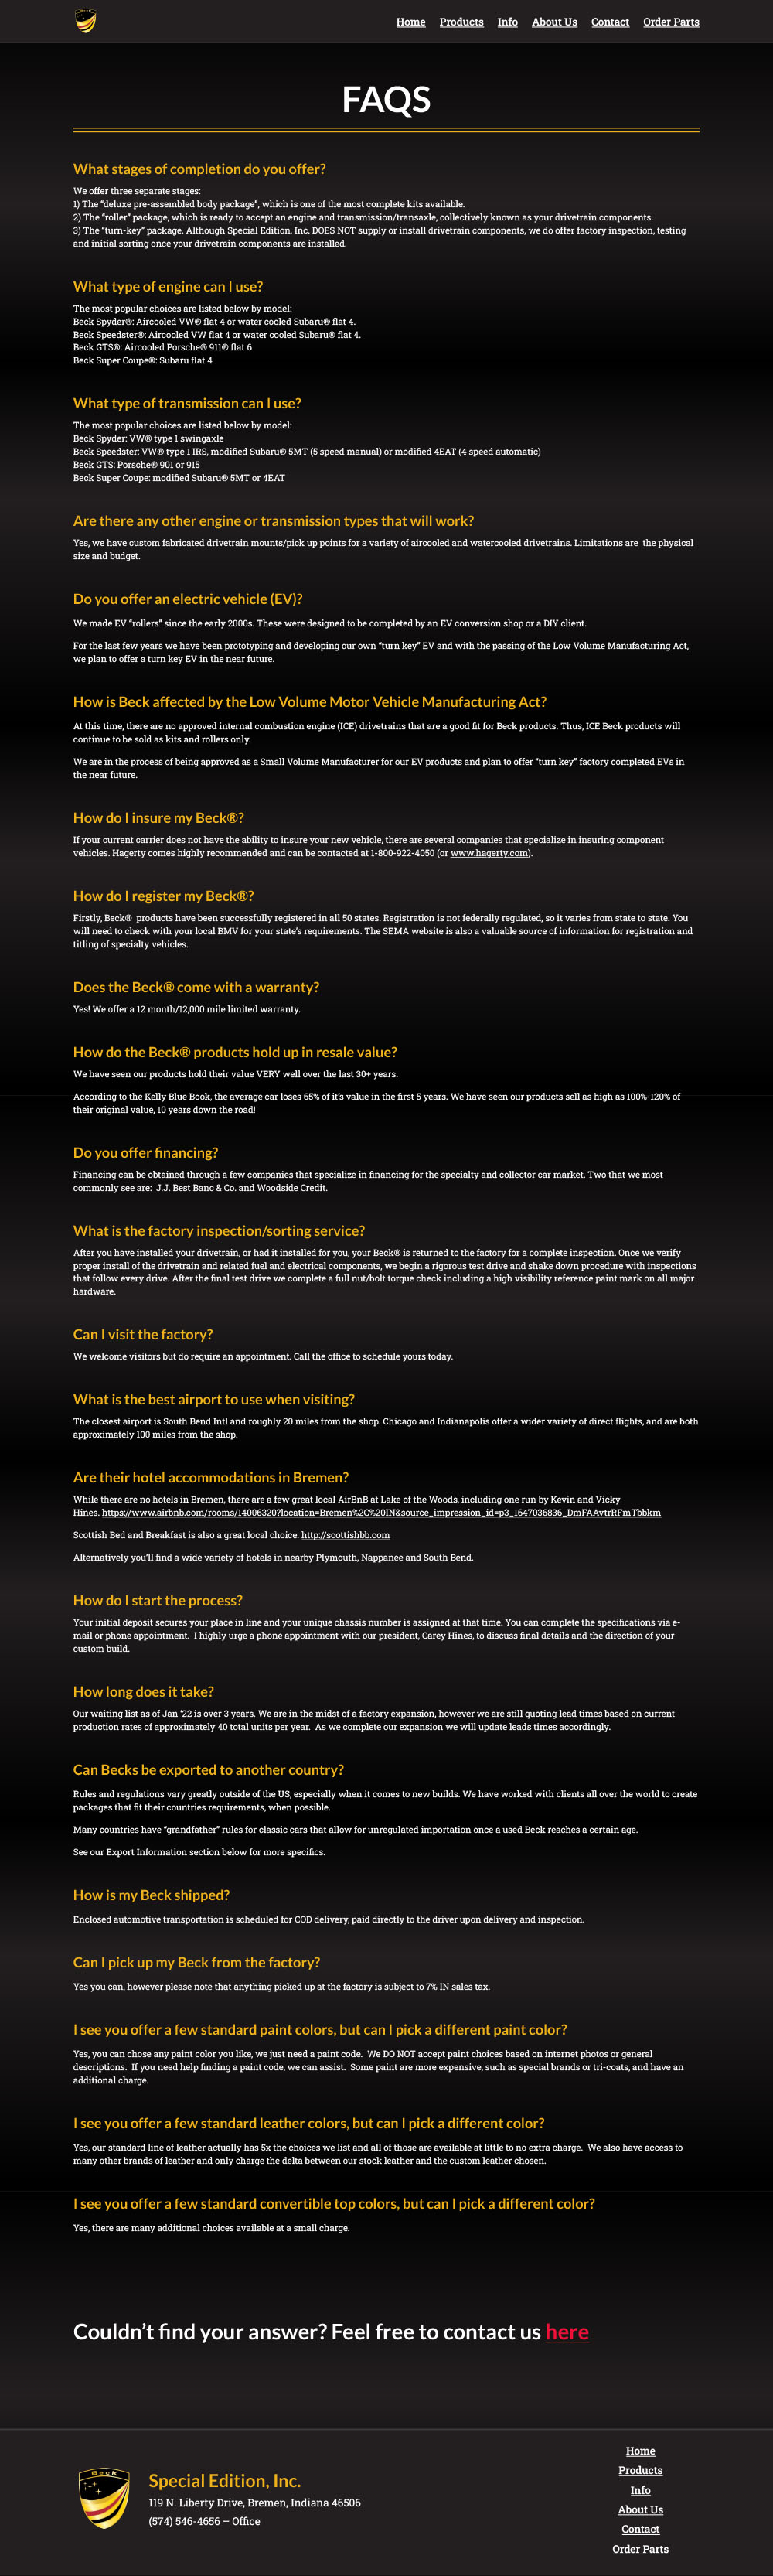 BECK
Home Products Info About Us Contact Order Parts
FAQS
What stages of completion do you offer?
We offer three separate stages:
1) The “deluxe pre-assembled body package”, which is one of the most complete kits available.
2) The “roller” package, which is ready to accept an engine and transmission/transaxle, collectively known as your drivetrain components.
3) The “turn-key” package. Although Special Edition, Inc. DOES NOT supply or install drivetrain components, we do offer factory inspection, testing
and initial sorting once your drivetrain components are installed.
What type of engine can I use?
The most popular choices are listed below by model:
Beck Spyder®: Aircooled VW® flat 4 or water cooled Subaru® flat 4.
Beck Speedster®: Aircooled VW flat 4 or water cooled Subaru® flat 4.
Beck GTS®: Aircooled Porsche® 911® flat 6
Beck Super Coupe®: Subaru flat 4
What type of transmission can I use?
The most popular choices are listed below by model:
Beck Spyder: VW® type 1 swingaxle
Beck Speedster: VW® type 1 IRS, modified Subaru® 5MT (5 speed manual) or modified 4EAT (4 speed automatic)
Beck GTS: Porsche® 901 or 915
Beck Super Coupe: modified Subaru® 5MT or 4EAT
Are there any other engine or transmission types that will work?
Yes, we have custom fabricated drivetrain mounts/pick up points for a variety of aircooled and watercooled drivetrains. Limitations are the physical
size and budget.
Do you offer an electric vehicle (EV)?
We made EV “rollers” since the early 2000s. These were designed to be completed by an EV conversion shop or a DIY client.
For the last few years we have been prototyping and developing our own “turn key” EV and with the passing of the Low Volume Manufacturing Act,
we plan to offer a turn key EV in the near future.
How is Beck affected by the Low Volume Motor Vehicle Manufacturing Act?
At this time, there are no approved internal combustion engine (ICE) drivetrains that are a good fit for Beck products. Thus, ICE Beck products will
continue to be sold as kits and rollers only.
We are in the process of being approved as a Small Volume Manufacturer for our EV products and plan to offer “turn key” factory completed EVs in
the near future.
How do I insure my Beck®?
If your current carrier does not have the ability to insure your new vehicle, there are several companies that specialize in insuring component
vehicles. Hagerty comes highly recommended and can be contacted at 1-800-922-4050 (or www.hagerty.com).
How do I register my Beck®?
Firstly, Beck® products have been successfully registered in all 50 states. Registration is not federally regulated, so it varies from state to state. You
will need to check with your local BMV for your state’s requirements. The SEMA website is also a valuable source of information for registration and
titling of specialty vehicles.
Does the Beck® come with a warranty?
Yes! We offer a 12 month/12,000 mile limited warranty.
How do the Beck® products hold up in resale value?
We have seen our products hold their value VERY well over the last 30+ years.
According to the Kelly Blue Book, the average car loses 65% of it’s value in the first 5 years. We have seen our products sell as high as 100%-120% of
their original value, 10 years down the road!
Do you offer financing?
Financing can be obtained through a few companies that specialize in financing for the specialty and collector car market. Two that we most
commonly see are: J.J. Best Banc & Co. and Woodside Credit.
What is the factory inspection/sorting service?
After you have installed your drivetrain, or had it installed for you, your Beck® is returned to the factory for a complete inspection. Once we verify
proper install of the drivetrain and related fuel and electrical components, we begin a rigorous test drive and shake down procedure with inspections
that follow every drive. After the final test drive we complete a full nut/bolt torque check including a high visibility reference paint mark on all major
hardware.
Can I visit the factory?
We welcome visitors but do require an appointment. Call the office to schedule yours today.
What is the best airport to use when visiting?
The closest airport is South Bend Intl and roughly 20 miles from the shop. Chicago and Indianapolis offer a wider variety of direct flights, and are both
approximately 100 miles from the shop.
Are their hotel accommodations in Bremen?
While there are no hotels in Bremen, there are a few great local AirBnB at Lake of the Woods, including one run by Kevin and Vicky
Hines. https://www.airbnb.com/rooms/14006320?location=Bremen%2C%20IN&source_impression_id=p3_1647036836_DmFAAvtrRFmTbbkm
Scottish Bed and Breakfast is also a great local choice. http://scottishbb.com
Alternatively you’ll find a wide variety of hotels in nearby Plymouth, Nappanee and South Bend.
How do I start the process?
Your initial deposit secures your place in line and your unique chassis number is assigned at that time. You can complete the specifications via e-
mail or phone appointment. I highly urge a phone appointment with our president, Carey Hines, to discuss final details and the direction of your
custom build.
How long does it take?
Our waiting list as of Jan ’22 is over 3 years. We are in the midst of a factory expansion, however we are still quoting lead times based on current
production rates of approximately 40 total units per year. As we complete our expansion we will update leads times accordingly.
Can Becks be exported to another country?
Rules and regulations vary greatly outside of the US, especially when it comes to new builds. We have worked with clients all over the world to create
packages that fit their countries requirements, when possible.
Many countries have “grandfather” rules for classic cars that allow for unregulated importation once a used Beck reaches a certain age.
See our Export Information section below for more specifics.
How is my Beck shipped?
Enclosed automotive transportation is scheduled for COD delivery, paid directly to the driver upon delivery and inspection.
Can I pick up my Beck from the factory?
Yes you can, however please note that anything picked up at the factory is subject to 7% IN sales tax.
I see you offer a few standard paint colors, but can I pick a different paint color?
Yes, you can chose any paint color you like, we just need a paint code. We DO NOT accept paint choices based on internet photos or general
descriptions. If you need help finding a paint code, we can assist. Some paint are more expensive, such as special brands or tri-coats, and have an
additional charge.
I see you offer a few standard leather colors, but can I pick a different color?
Yes, our standard line of leather actually has 5x the choices we list and all of those are available at little to no extra charge. We also have access to
many other brands of leather and only charge the delta between our stock leather and the custom leather chosen.
I see you offer a few standard convertible top colors, but can I pick a different color?
Yes, there are many additional choices available at a small charge.
Couldn’t find your answer? Feel free to contact us here
BECK
Special Edition, Inc.
119 N. Liberty Drive, Bremen, Indiana 46506
(574) 546-4656 – Office
Home
Products
Info
About Us
Contact
Order Parts